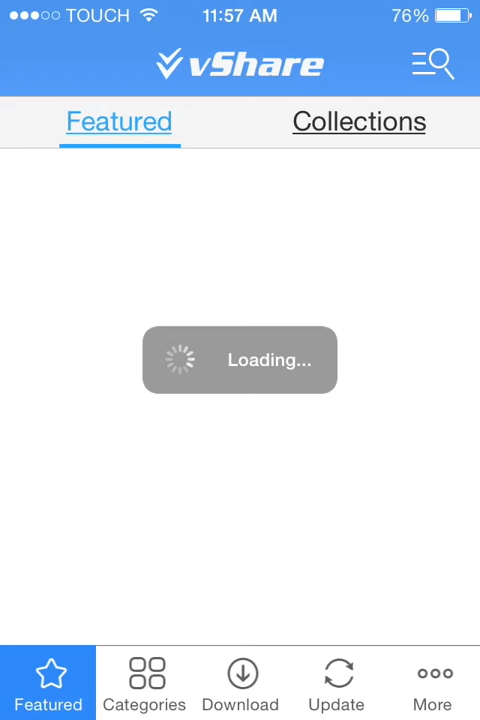 TOUCH 11:57 AM 76%
vShare
Featured Collections
Loading...
Featured Categories Download Update More